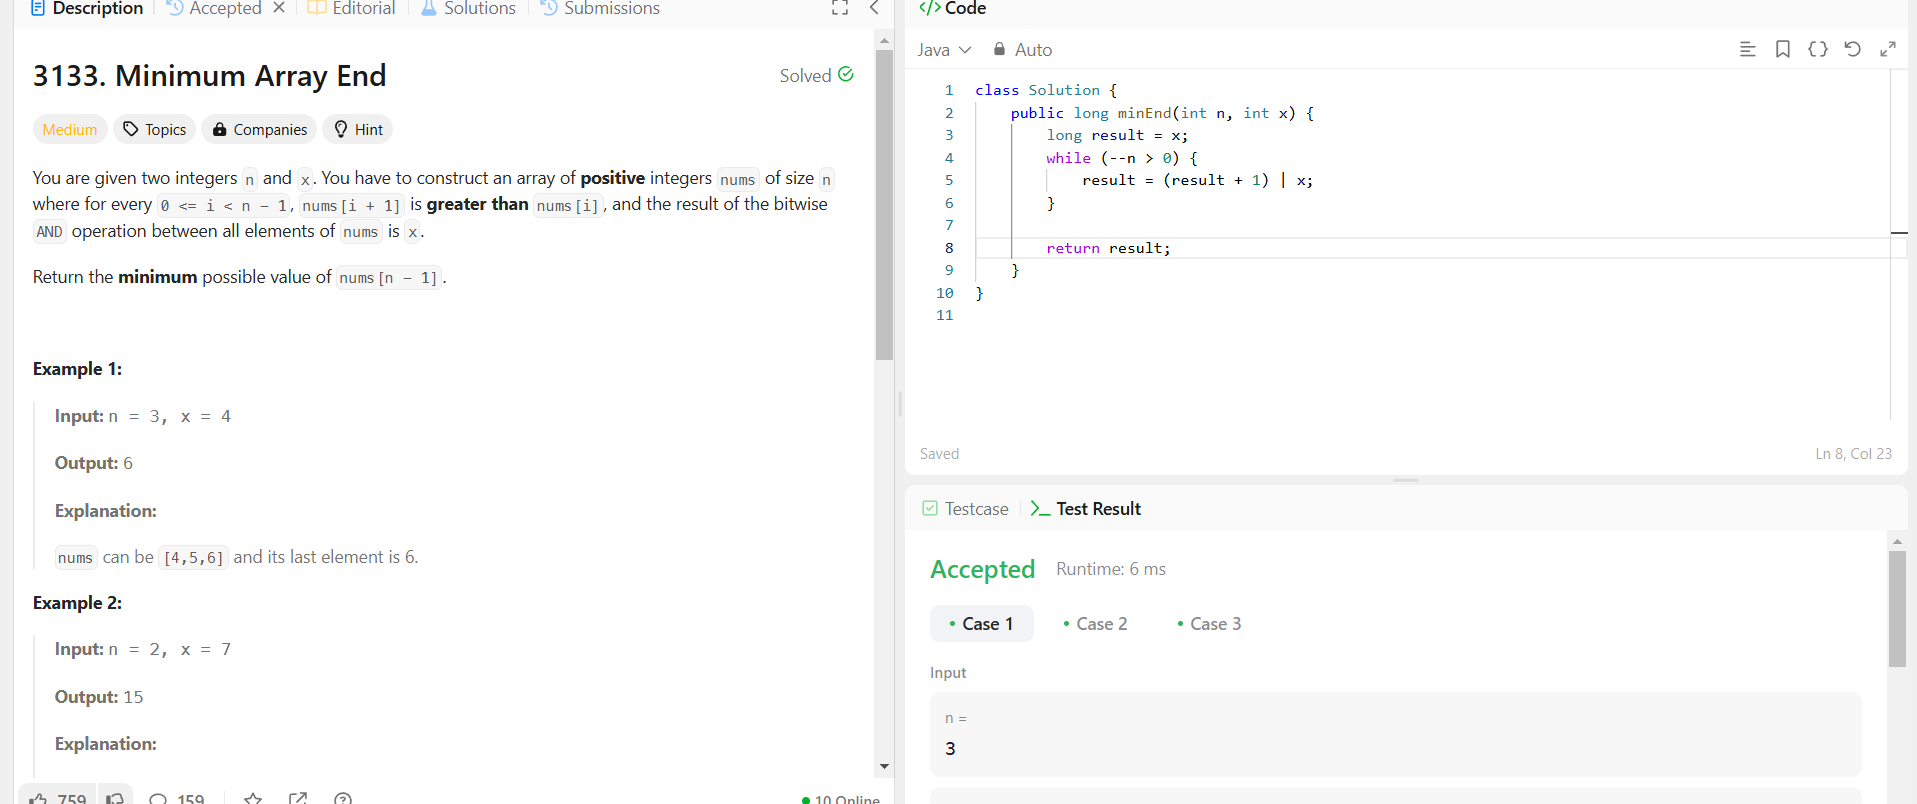 Description
Accepted
Editorial
Solutions
Submissions
3133. Minimum Array End
Solved
Medium
Topics
Companies
Hint
You are given two integers n and x. You have to construct an array of positive integers nums of size n
where for every 0 <= i < n - 1, nums[i + 1] is greater than nums[i], and the result of the bitwise
AND operation between all elements of nums is x.
Return the minimum possible value of nums[n - 1].
Example 1:
Input: n = 3, x = 4
Output: 6
Explanation:
nums can be [4,5,6] and its last element is 6.
Example 2:
Input: n = 2, x = 7
Output: 15
Explanation:
759
159
10 Online
</> Code
Java
Auto
1 class Solution {
2 public long minEnd(int n, int x) {
3 long result = x;
4 while (--n > 0) {
5 result = (result + 1) | x;
6 }
7
8 return result;
9 }
10 }
11
Saved
Ln 8, Col 23
Testcase
Test Result
Accepted
Runtime: 6 ms
Case 1
Case 2
Case 3
Input
n =
3